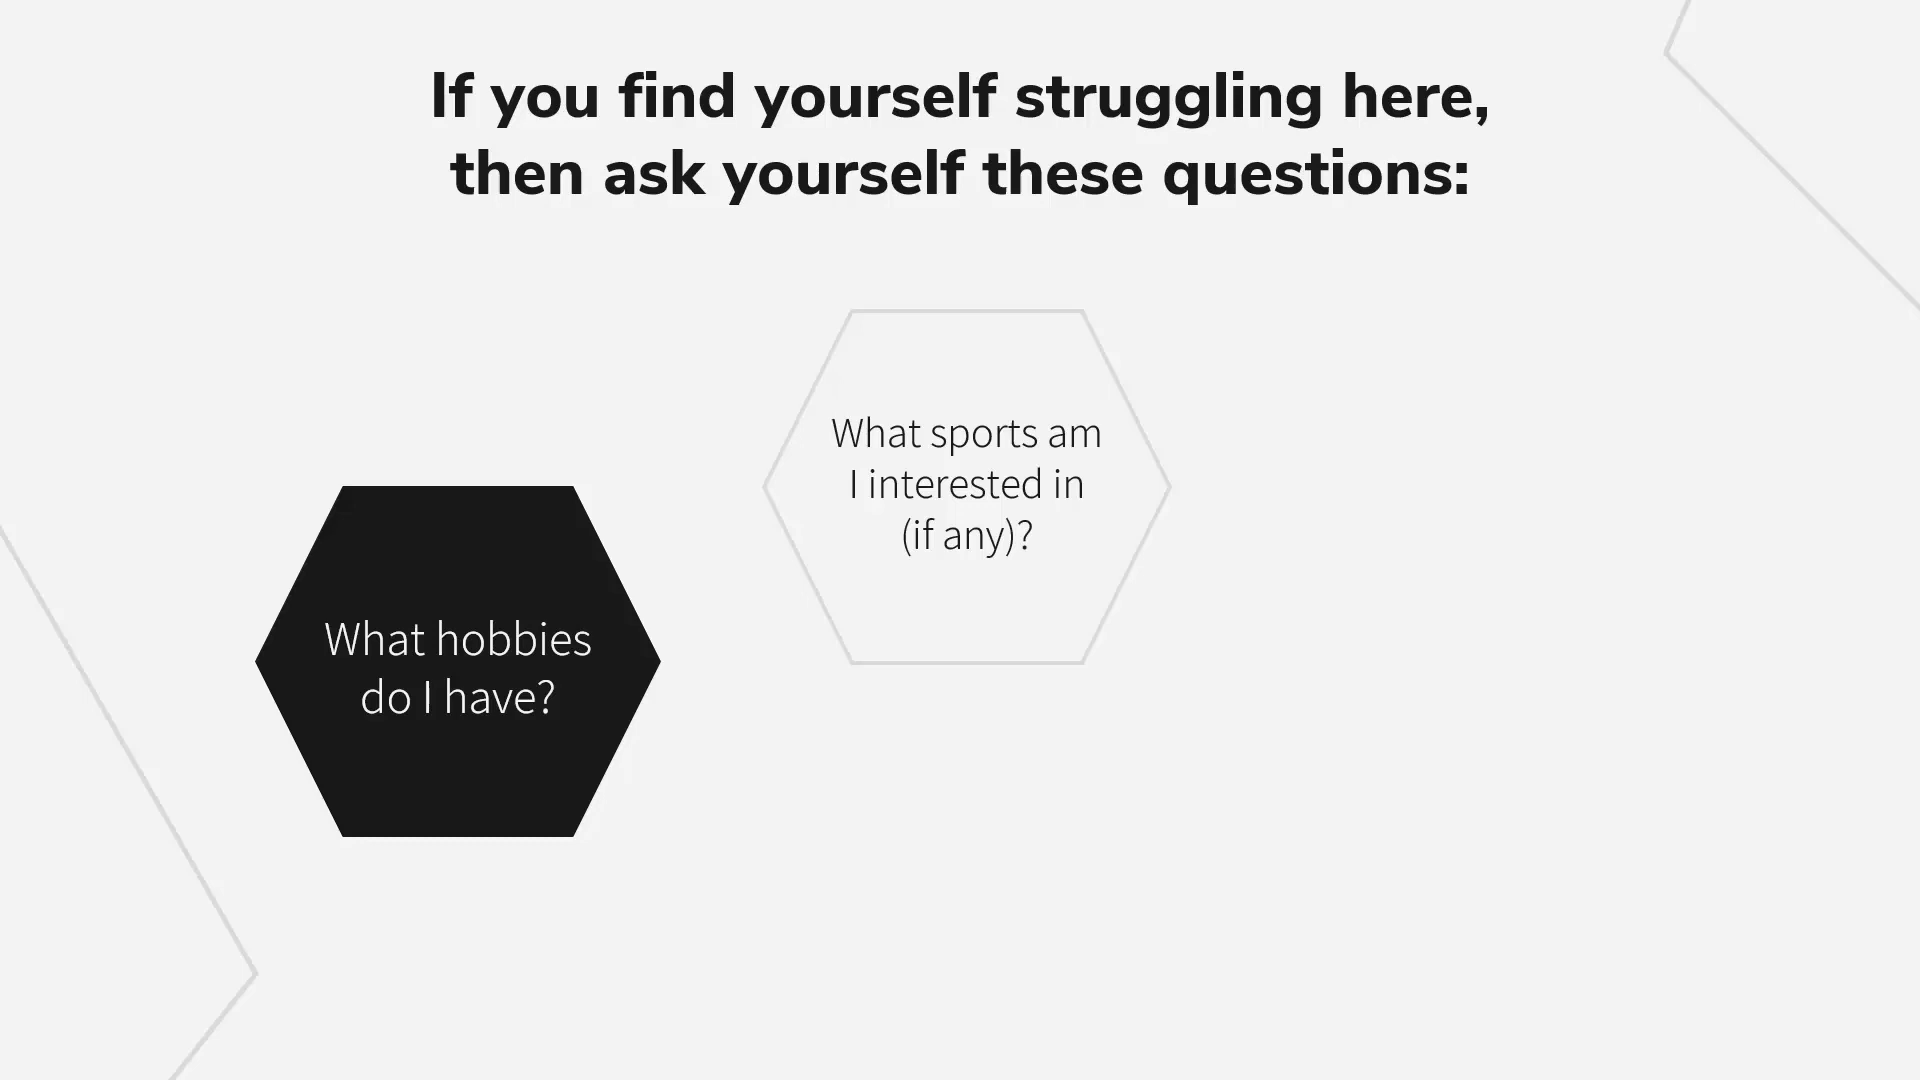 If you find yourself struggling here,
then ask yourself these questions:
What sports am
I interested in
(if any)?
What hobbies
do I have?